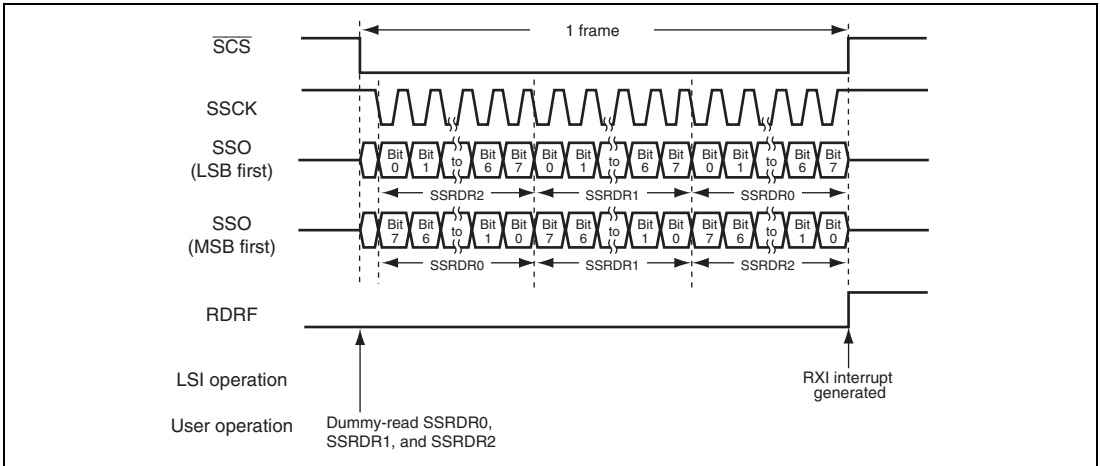 1 frame
SCS
SSCK
SSO
(LSB first)
Bit 0 Bit 1 to Bit 6 Bit 7 Bit 0 Bit 1 to Bit 6 Bit 7 Bit 0 Bit 1 to Bit 6 Bit 7
SSRDR2 SSRDR1 SSRDR0
SSO
(MSB first)
Bit 7 Bit 6 to Bit 1 Bit 0 Bit 7 Bit 6 to Bit 1 Bit 0 Bit 7 Bit 6 to Bit 1 Bit 0
SSRDR0 SSRDR1 SSRDR2
RDRF
LSI operation
RXI interrupt
generated
User operation
Dummy-read SSRDR0,
SSRDR1, and SSRDR2